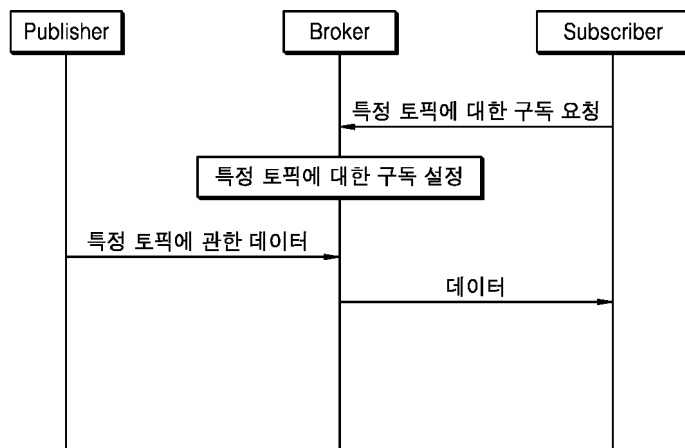 Publisher
Broker
Subscriber
특정 토픽에 대한 구독 요청
특정 토픽에 대한 구독 설정
특정 토픽에 관한 데이터
데이터